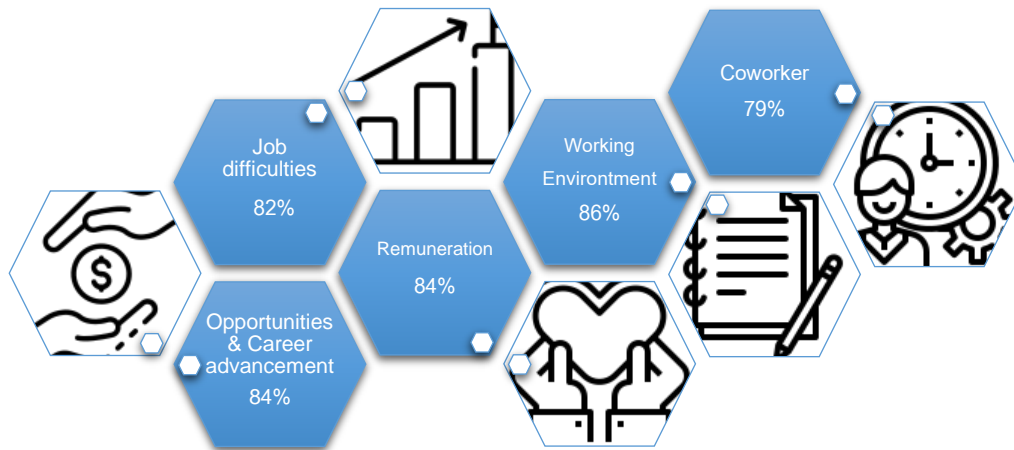 Job
difficulties
82%
Opportunities
& Career
advancement
84%
Remuneration
84%
Working
Environtment
86%
Coworker
79%
$